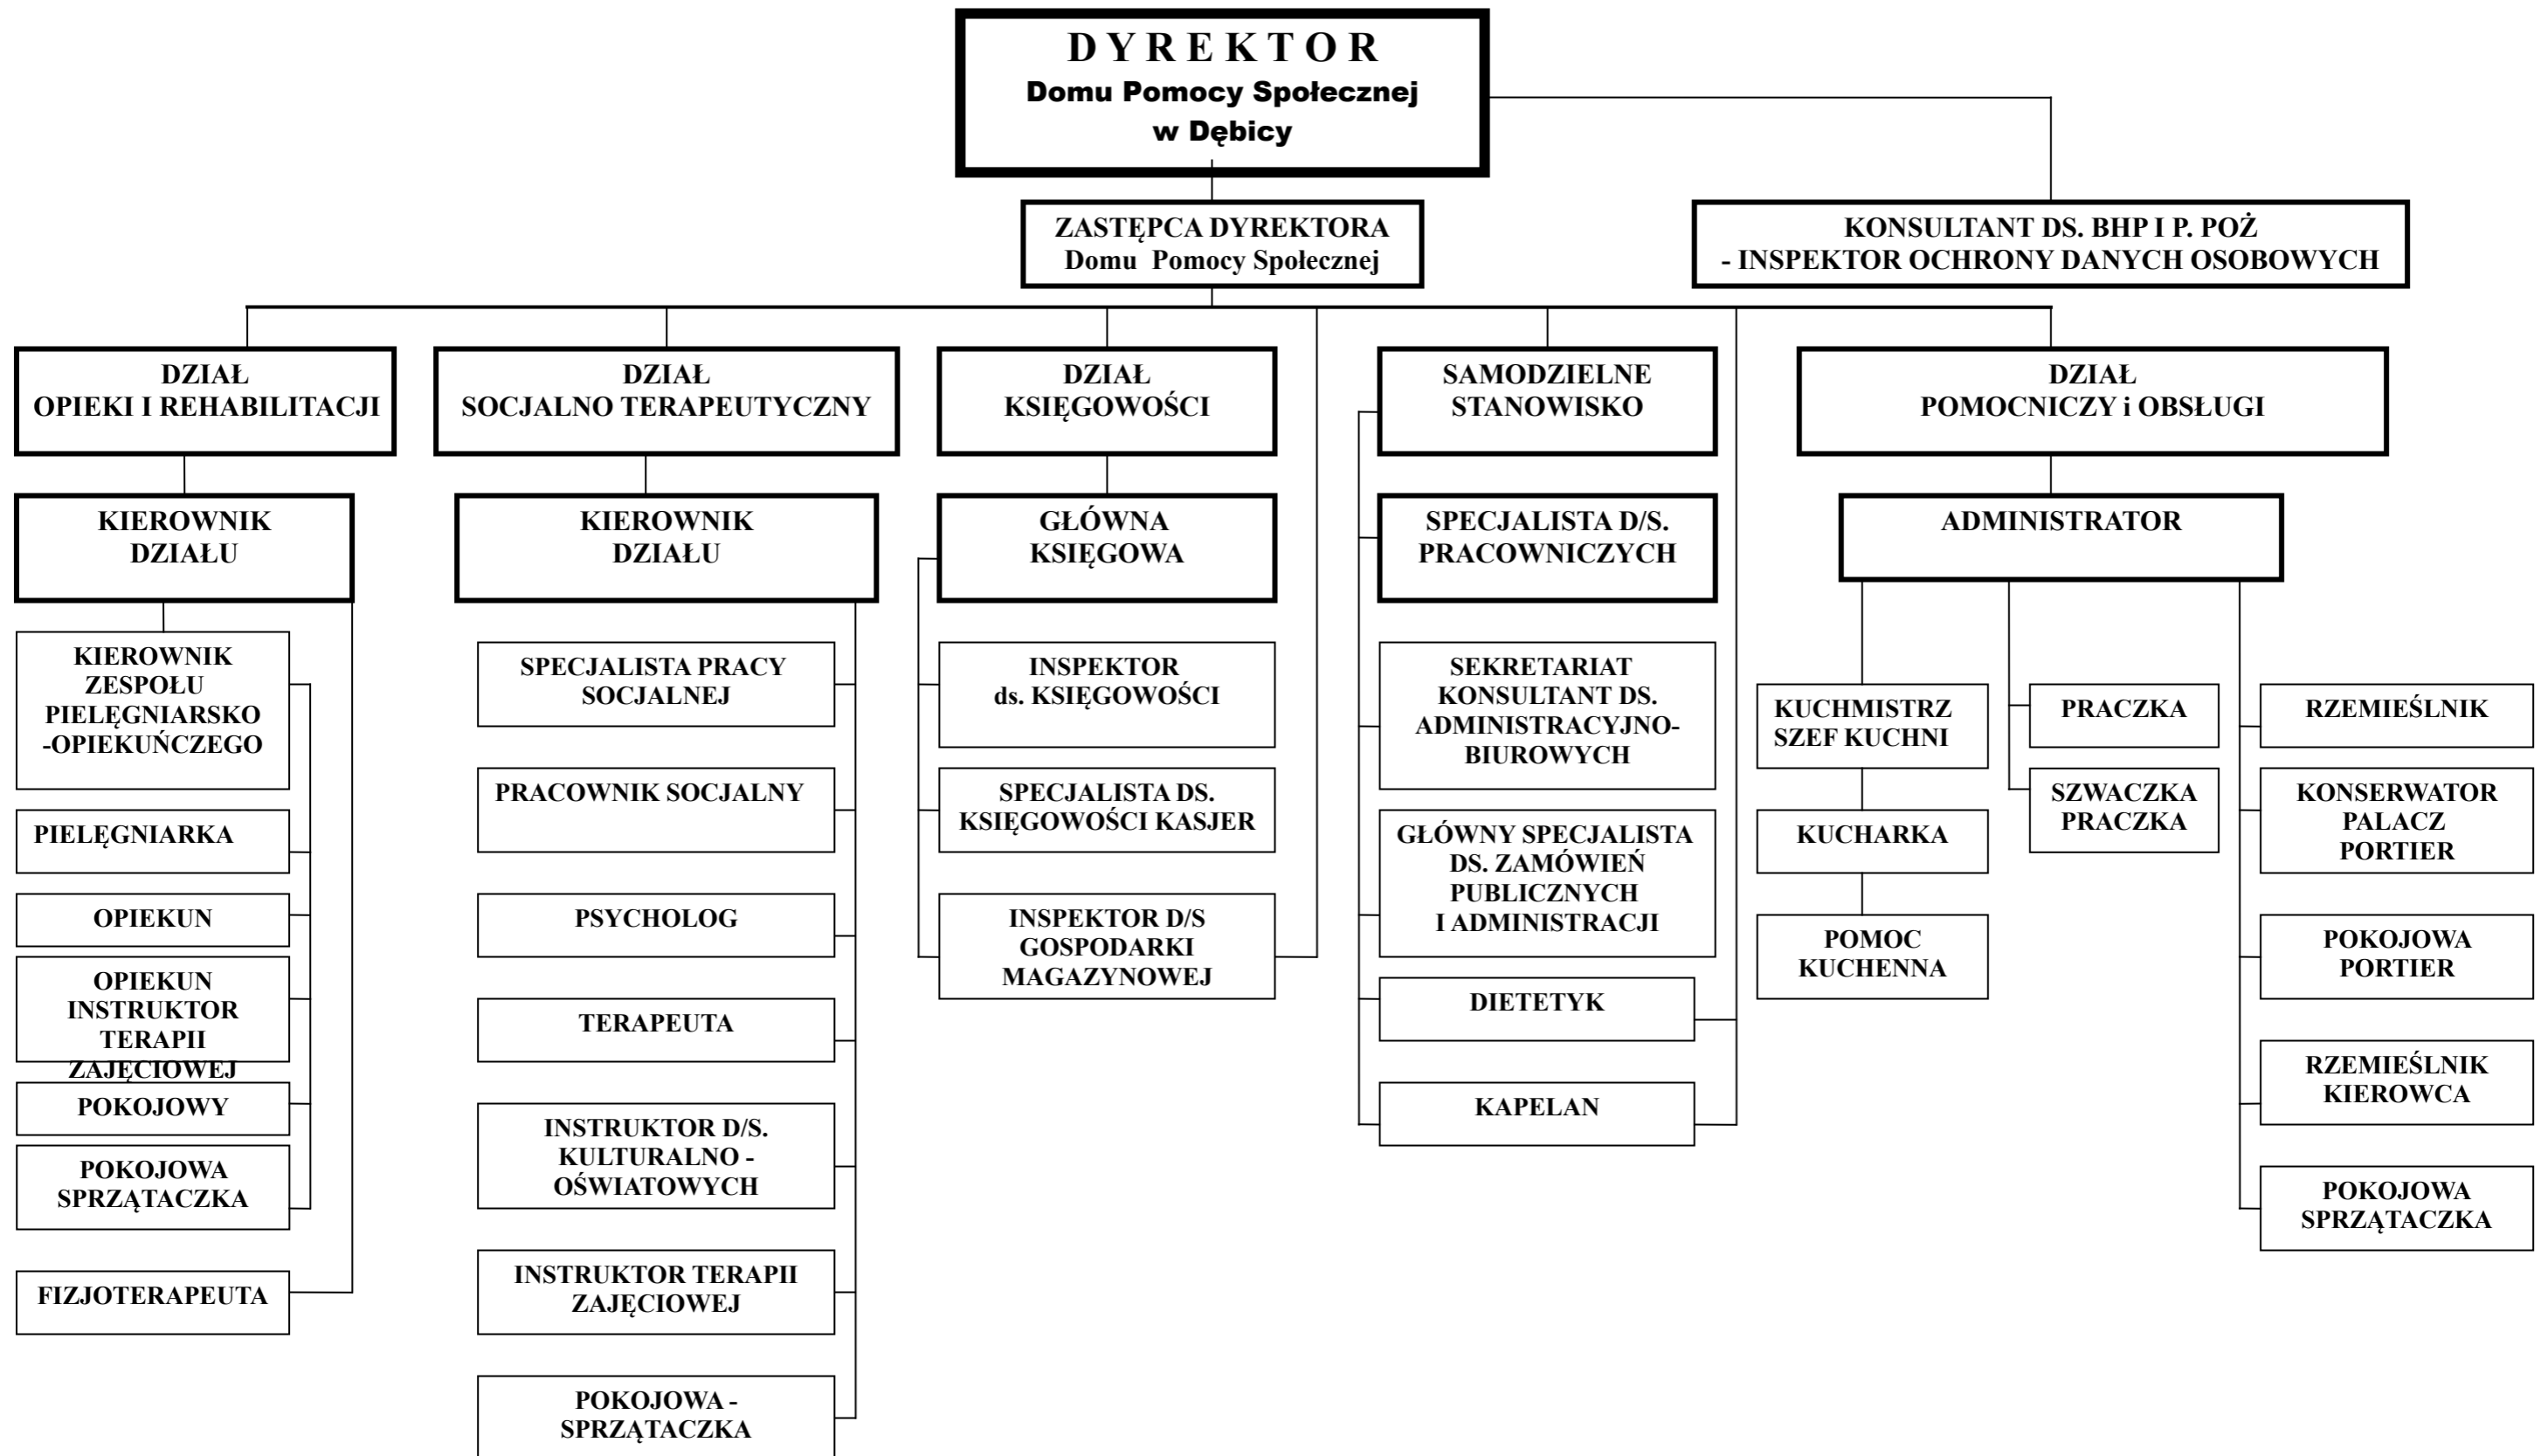 D Y R E K T O R
Domu Pomocy Społecznej
w Dębicy
ZASTĘPCA DYREKTORA
Domu Pomocy Społecznej
KONSULTANT DS. BHP I P. POŻ
- INSPEKTOR OCHRONY DANYCH OSOBOWYCH
DZIAŁ
OPIEKI I REHABILITACJI
DZIAŁ
SOCJALNO TERAPEUTYCZNY
DZIAŁ
KSIĘGOWOŚCI
SAMODZIELNE
STANOWISKO
DZIAŁ
POMOCNICZY i OBSŁUGI
KIEROWNIK
DZIAŁU
KIEROWNIK
DZIAŁU
GŁÓWNA
KSIĘGOWA
SPECJALISTA D/S.
PRACOWNICZYCH
ADMINISTRATOR
KIEROWNIK
ZESPOŁU
PIELĘGNIARSKO
-OPIEKUŃCZEGO
PIELĘGNIARKA
OPIEKUN
OPIEKUN
INSTRUKTOR
TERAPII
ZAJĘCIOWEJ
POKOJOWY
POKOJOWA
SPRZĄTACZKA
FIZJOTERAPEUTA
SPECJALISTA PRACY
SOCJALNEJ
PRACOWNIK SOCJALNY
PSYCHOLOG
TERAPEUTA
INSTRUKTOR D/S.
KULTURALNO -
OŚWIATOWYCH
INSTRUKTOR TERAPII
ZAJĘCIOWEJ
POKOJOWA -
SPRZĄTACZKA
INSPEKTOR
ds. KSIĘGOWOŚCI
SPECJALISTA DS.
KSIĘGOWOŚCI KASJER
INSPEKTOR D/S
GOSPODARKI
MAGAZYNOWEJ
SEKRETARIAT
KONSULTANT DS.
ADMINISTRACYJNO-
BIUROWYCH
GŁÓWNY SPECJALISTA
DS. ZAMÓWIEŃ
PUBLICZNYCH
I ADMINISTRACJI
DIETETYK
KAPELAN
KUCHMISTRZ
SZEF KUCHNI
KUCHARKA
POMOC
KUCHENNA
PRACZKA
SZWACZKA
PRACZKA
RZEMIEŚLNIK
KONSERWATOR
PALACZ
PORTIER
POKOJOWA
PORTIER
RZEMIEŚLNIK
KIEROWCA
POKOJOWA
SPRZĄTACZKA